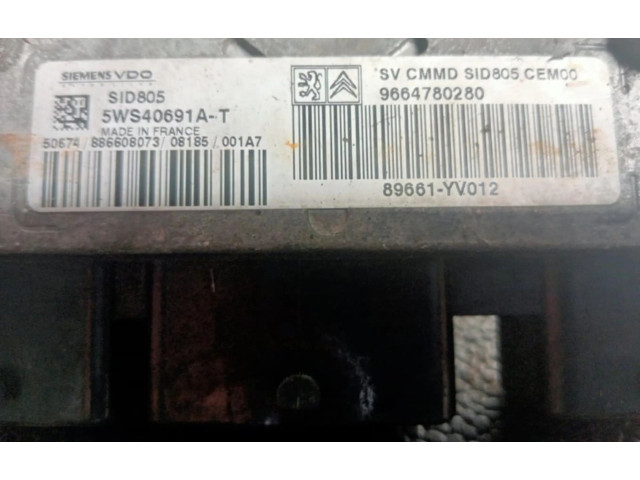 SIEMENS VDO
SID805
5WS40691A-T
MADE IN FRANCE
50674/886608073/08185/001A7
SV CMMD SID805 CEM00
9664780280
89661-YV012